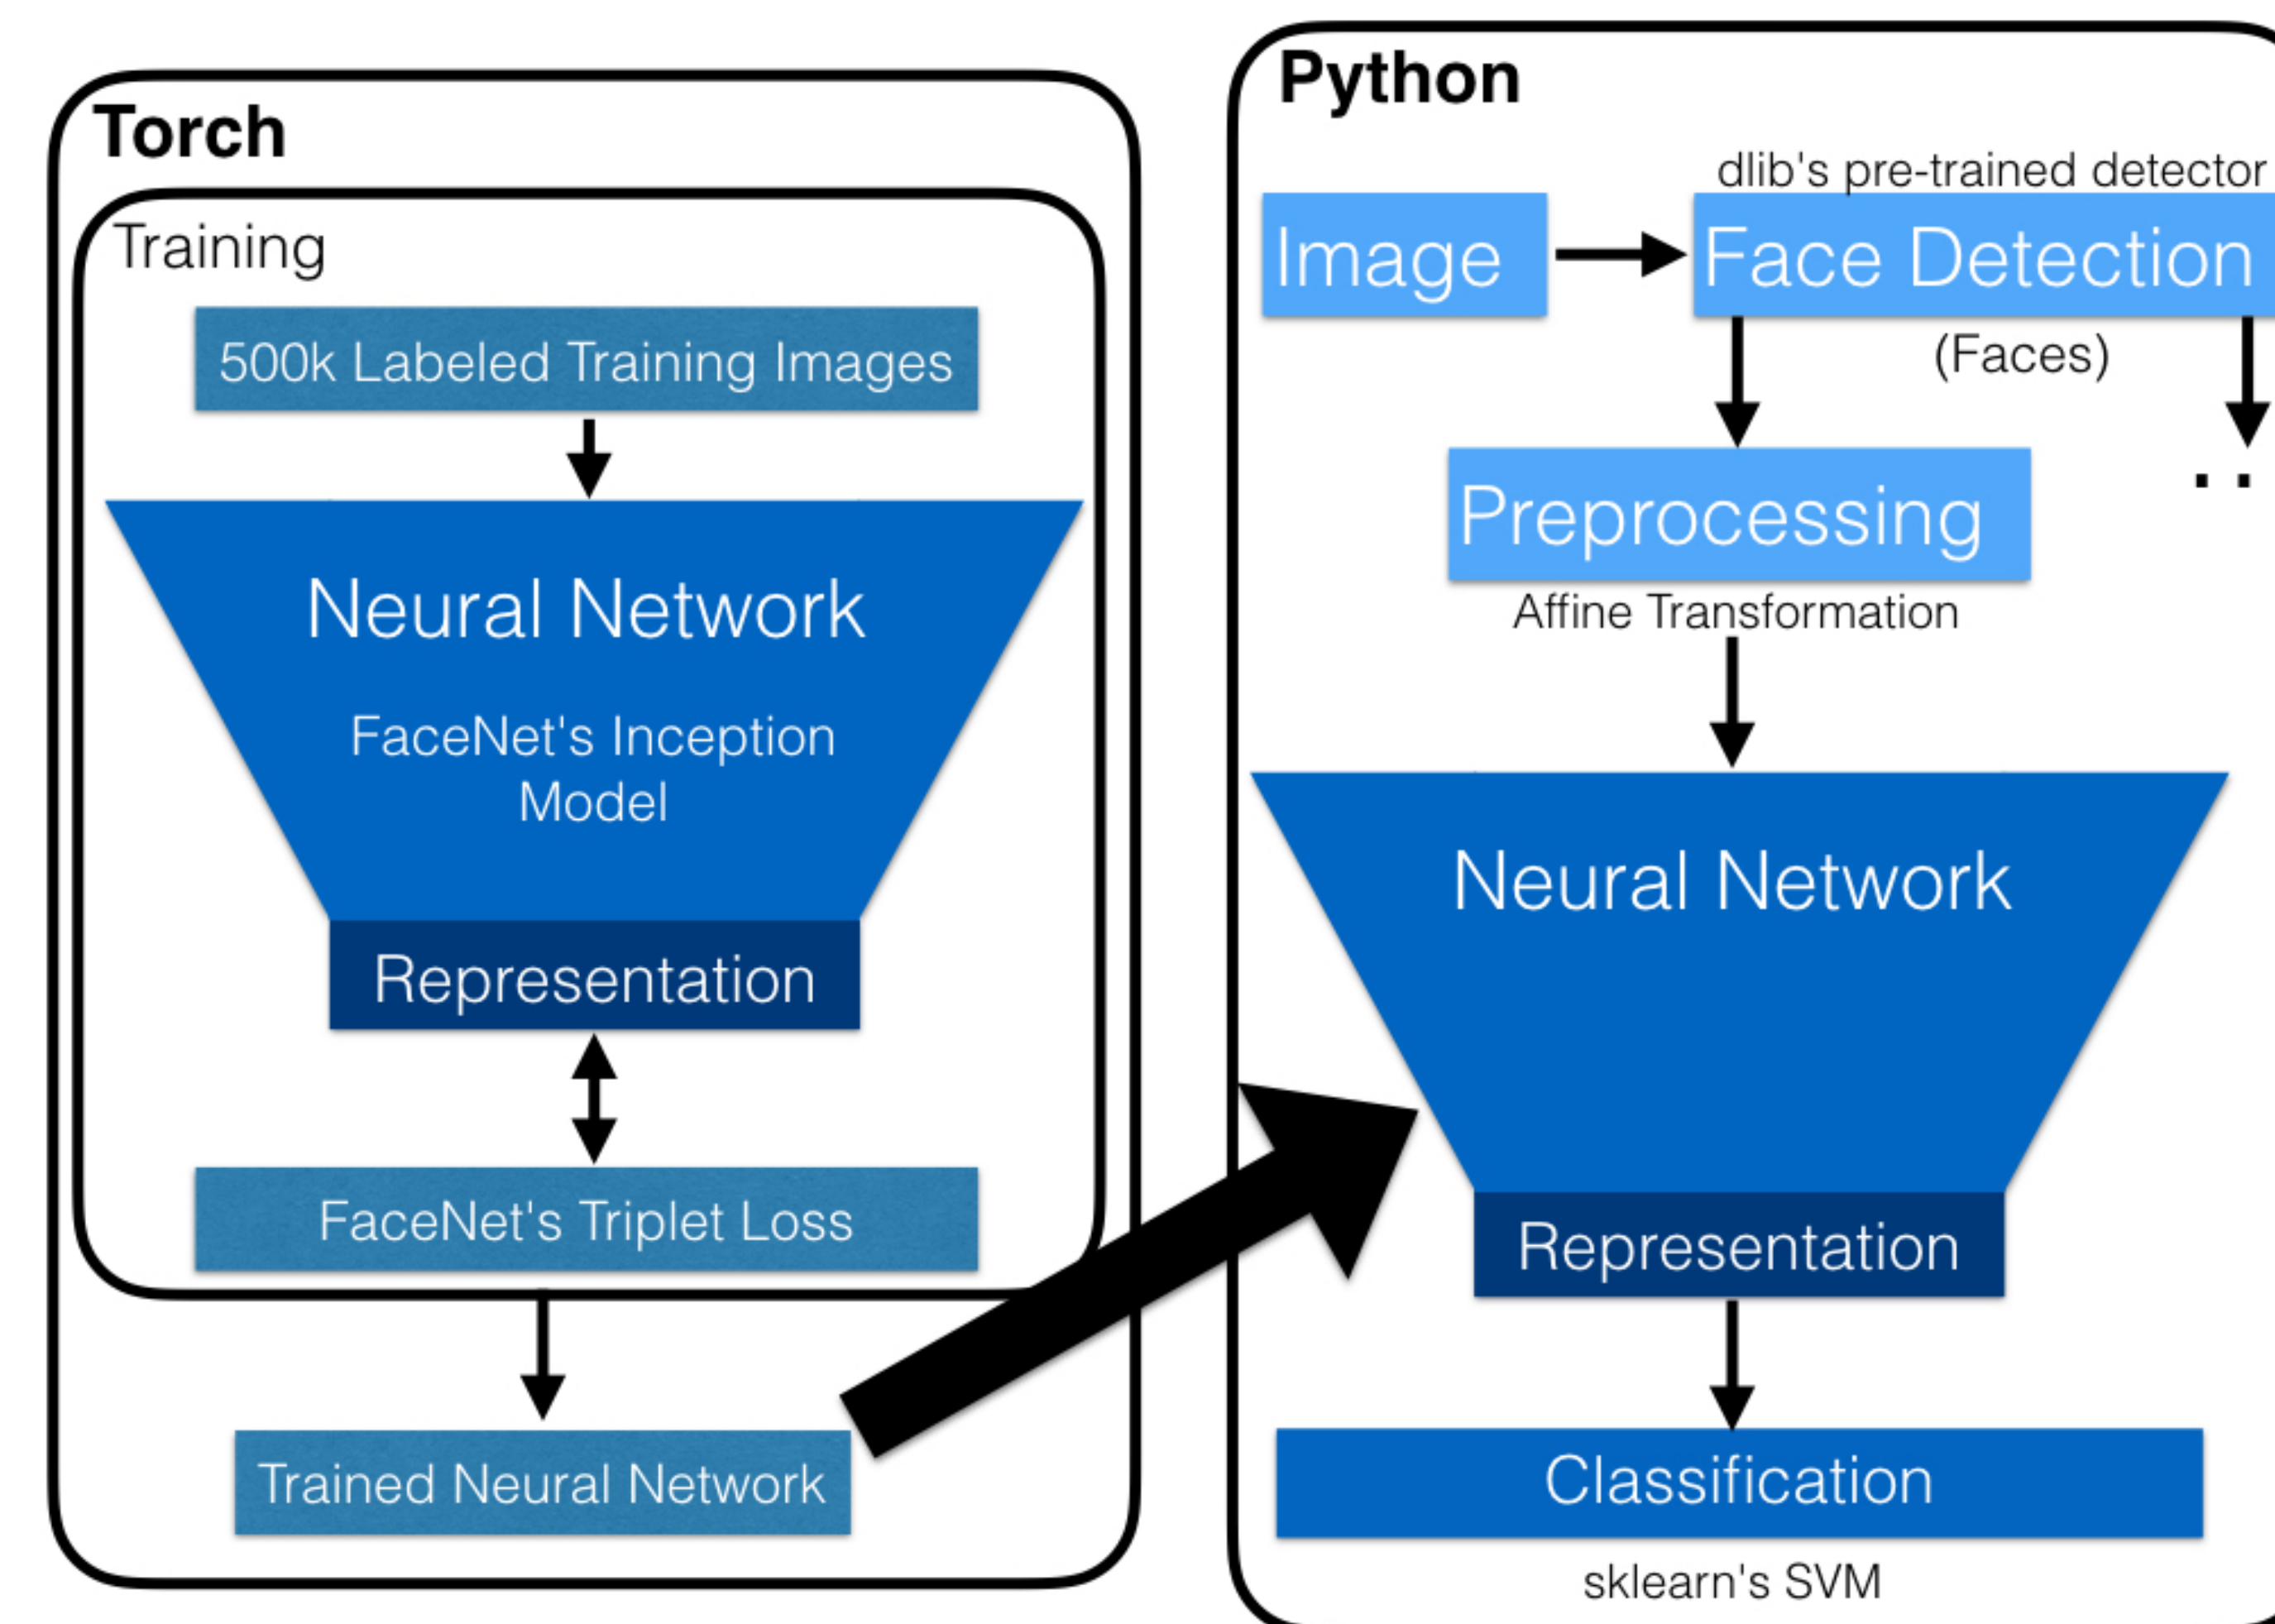 Torch
Training
500k Labeled Training Images
Neural Network
FaceNet's Inception
Model
Representation
FaceNet's Triplet Loss
Trained Neural Network
Python
dlib's pre-trained detector
Image
Face Detection
(Faces)
Preprocessing
..
Affine Transformation
Neural Network
Representation
Classification
sklearn's SVM